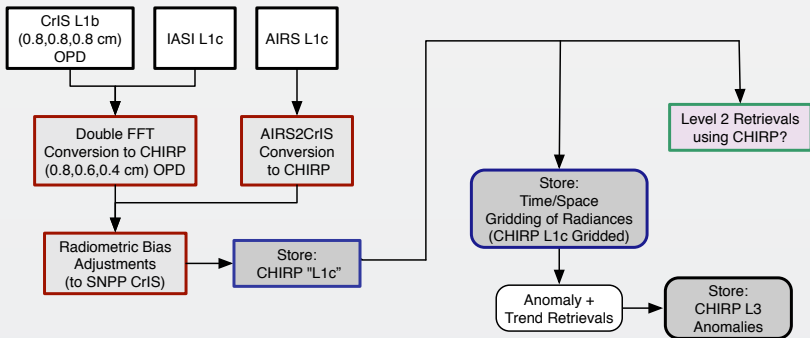 CrIS L1b
(0.8,0.8,0.8 cm)
OPD
IASI L1c
AIRS L1c
Double FFT
Conversion to CHIRP
(0.8,0.6,0.4 cm) OPD
AIRS2CrIS
Conversion
to CHIRP
Radiometric Bias
Adjustments
(to SNPP CrIS)
Store:
CHIRP "L1c”
Level 2 Retrievals
using CHIRP?
Store:
Time/Space
Gridding of Radiances
(CHIRP L1c Gridded)
Anomaly +
Trend Retrievals
Store:
CHIRP L3
Anomalies